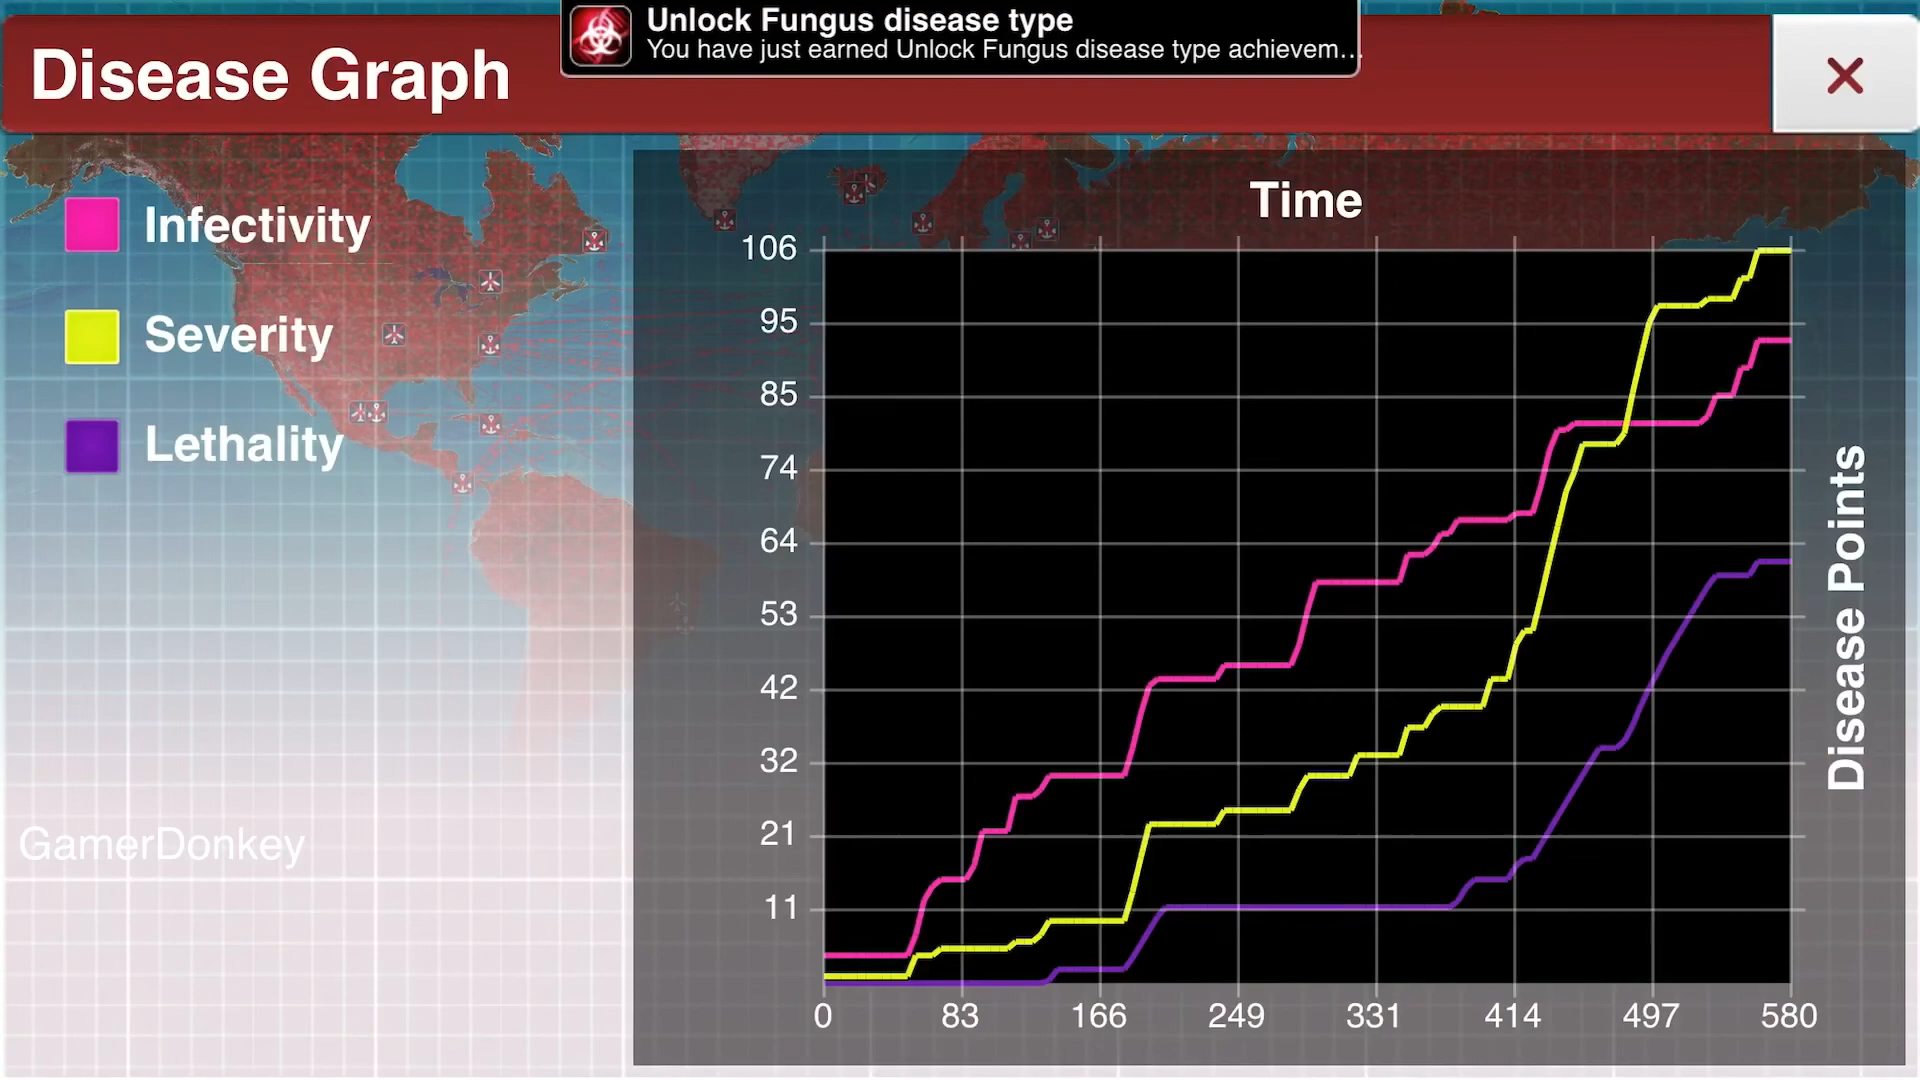 Unlock Fungus disease type
You have just earned Unlock Fungus disease type achievem...
Disease Graph
Infectivity
Severity
Lethality
GamerDonkey
Time
106
95
85
74
64
53
42
32
21
11
0 83 166 249 331 414 497 580
Disease Points